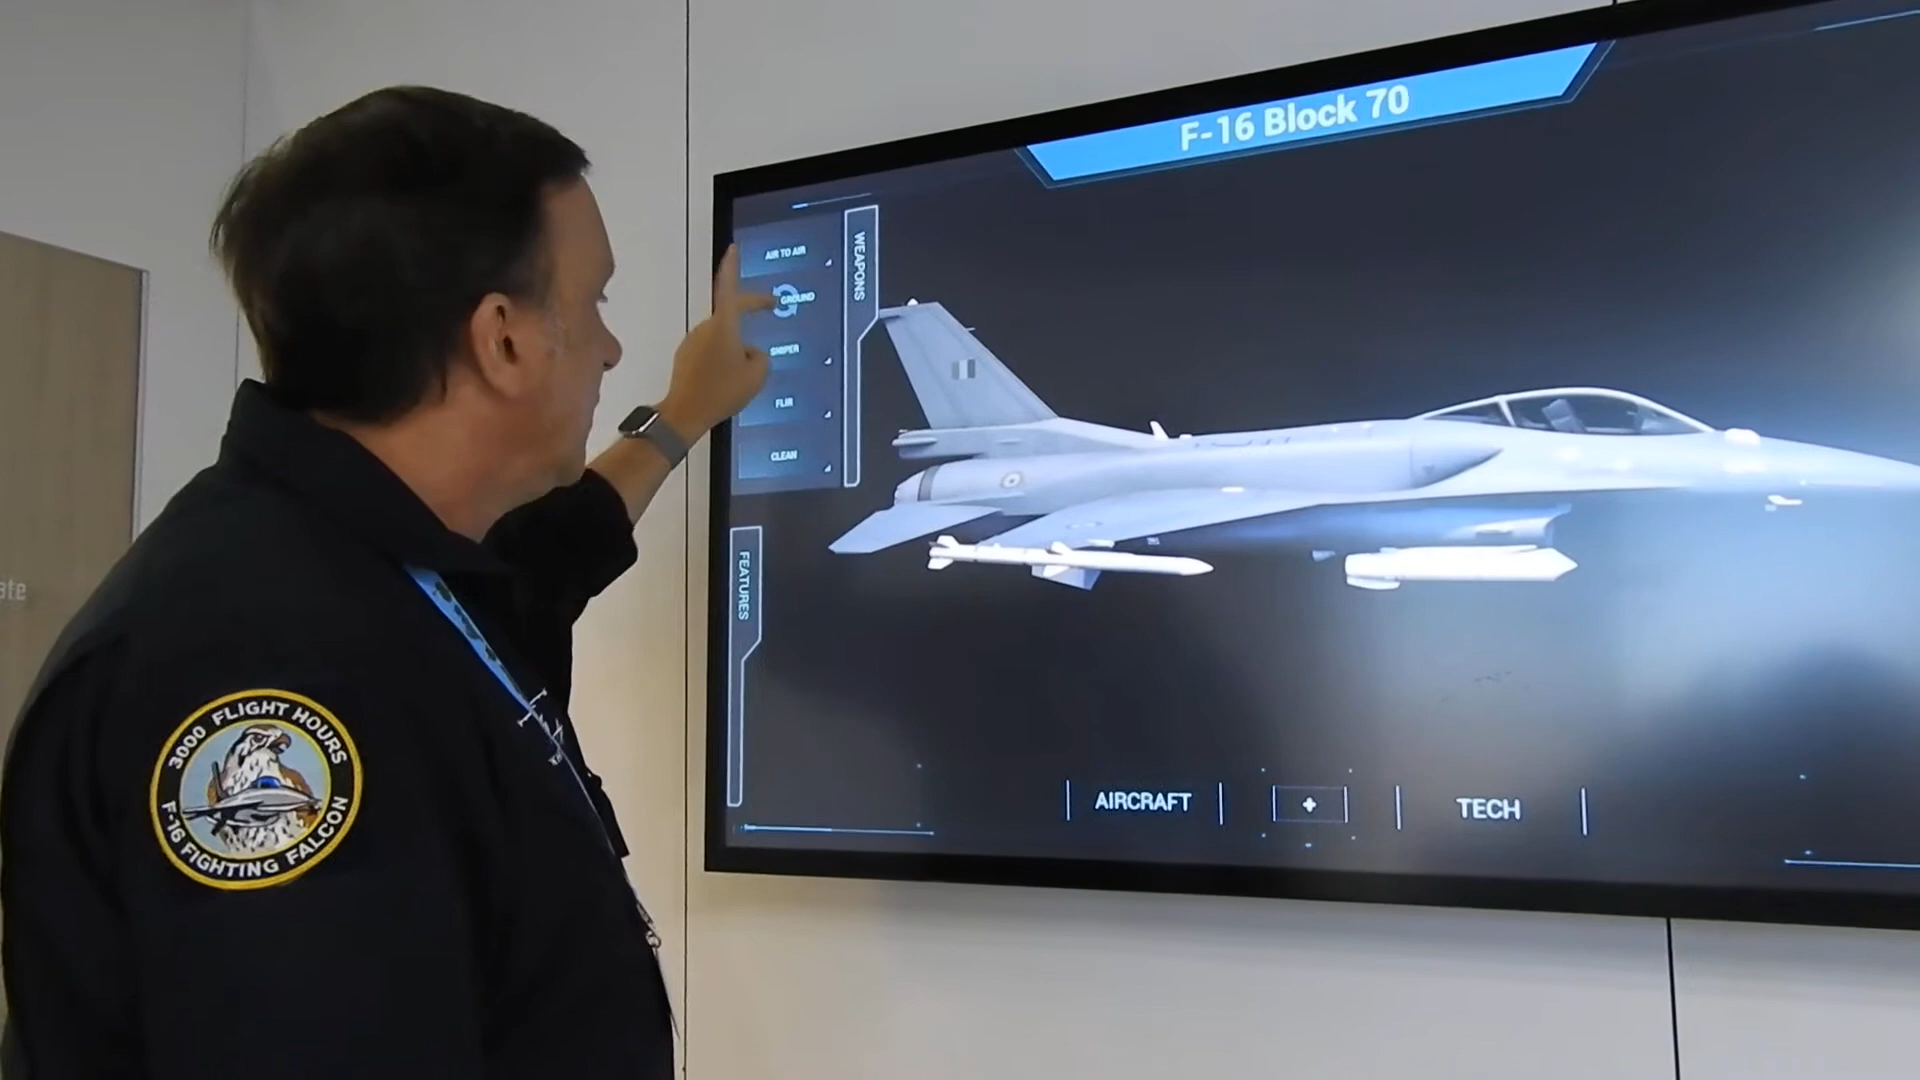 F-16 Block 70
WEAPONS
AIR TO AIR
GROUND
SNIPER
FLIR
CLEAN
FEATURES
AIRCRAFT
+
TECH
3000 FLIGHT HOURS
F-16 FIGHTING FALCON
ate